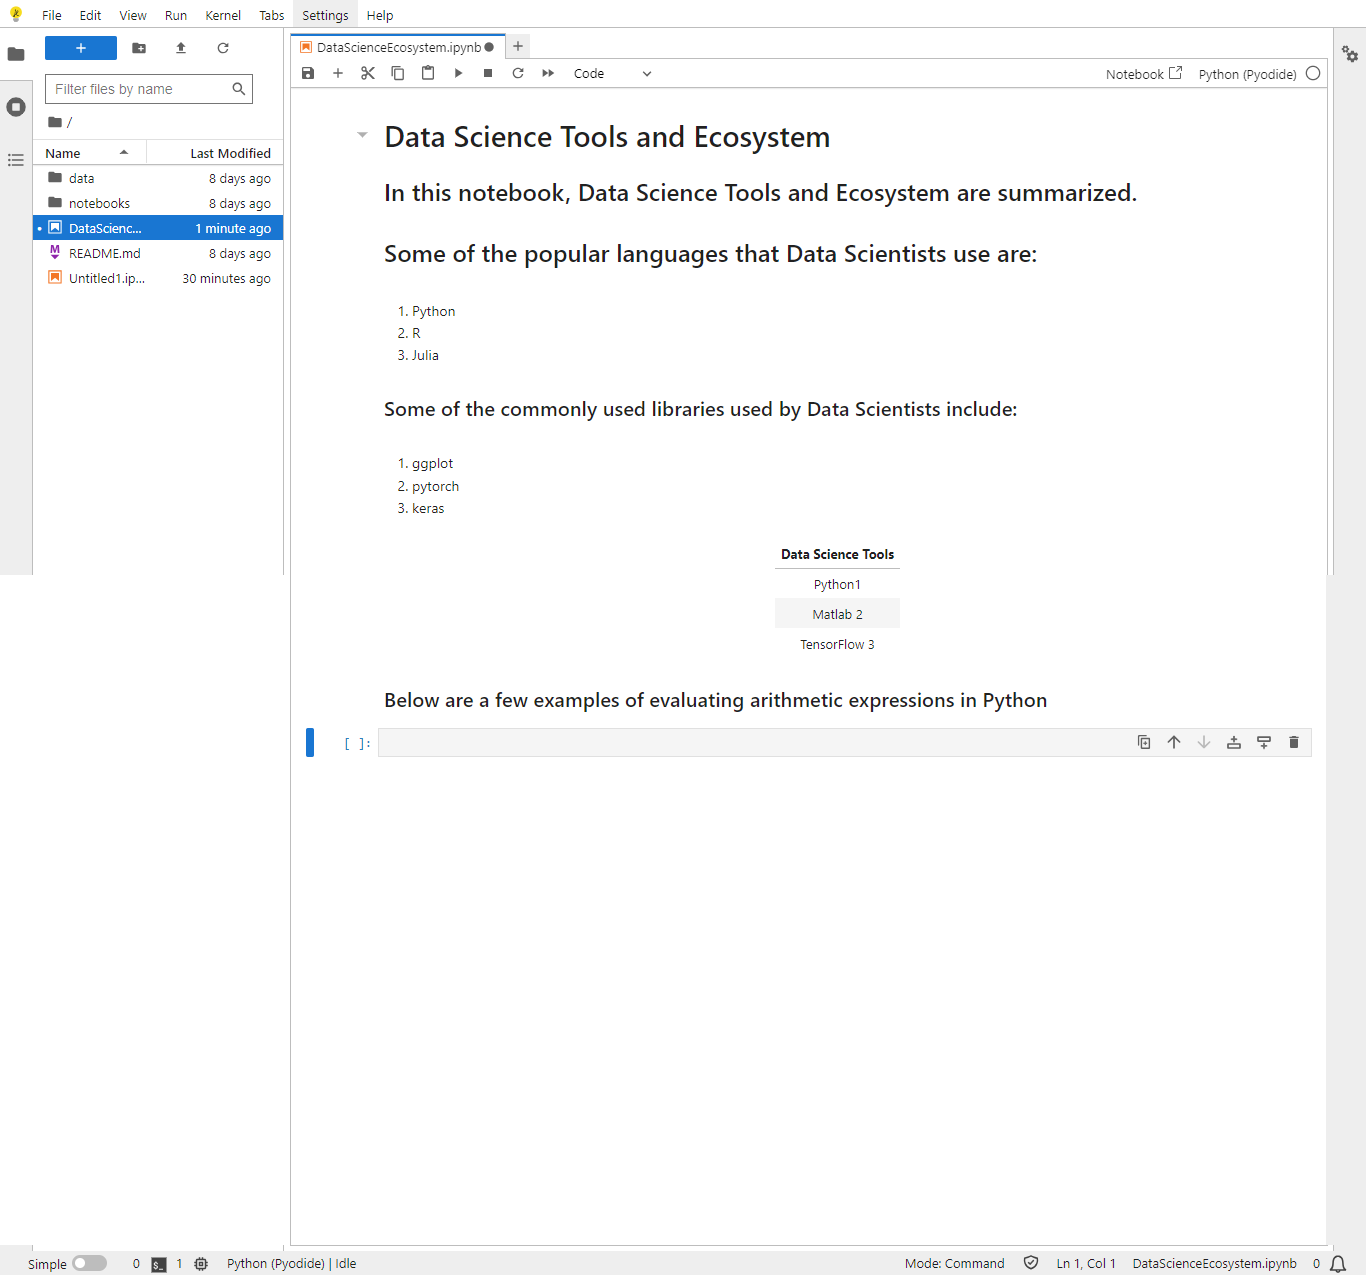 File Edit View Run Kernel Tabs Settings Help
+
Filter files by name
/
Name Last Modified
data 8 days ago
notebooks 8 days ago
DataScienc... 1 minute ago
README.md 8 days ago
Untitled1.ip... 30 minutes ago
DataScienceEcosystem.ipynb
Code
Notebook Python (Pyodide)
Data Science Tools and Ecosystem
In this notebook, Data Science Tools and Ecosystem are summarized.
Some of the popular languages that Data Scientists use are:
1. Python
2. R
3. Julia
Some of the commonly used libraries used by Data Scientists include:
1. ggplot
2. pytorch
3. keras
Data Science Tools
Python1
Matlab 2
TensorFlow 3
Below are a few examples of evaluating arithmetic expressions in Python
[ ]:
Simple 0 $_ 1 Python (Pyodide) | Idle Mode: Command Ln 1, Col 1 DataScienceEcosystem.ipynb 0